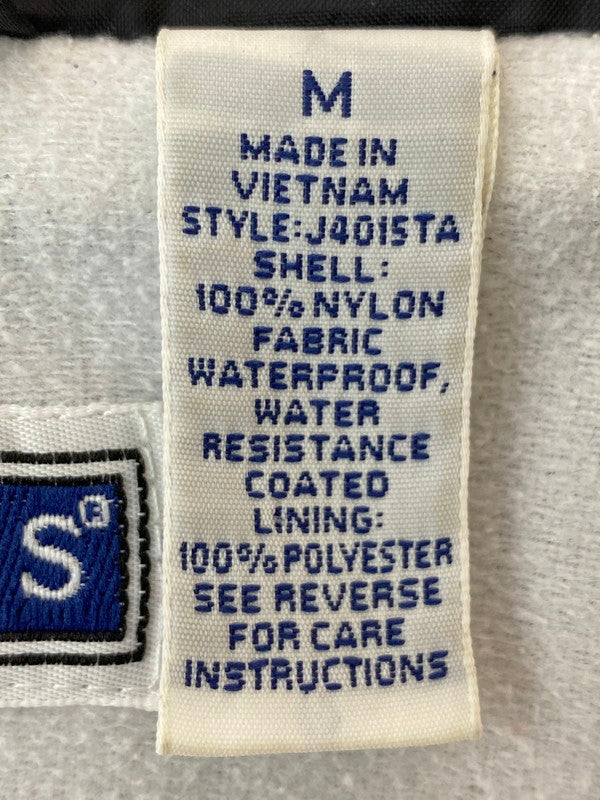 M
MADE IN
VIETNAM
STYLE:J4015TA
SHELL:
100% NYLON
FABRIC
WATERPROOF,
WATER
RESISTANCE
COATED
LINING:
100% POLYESTER
SEE REVERSE
FOR CARE
INSTRUCTIONS
S®